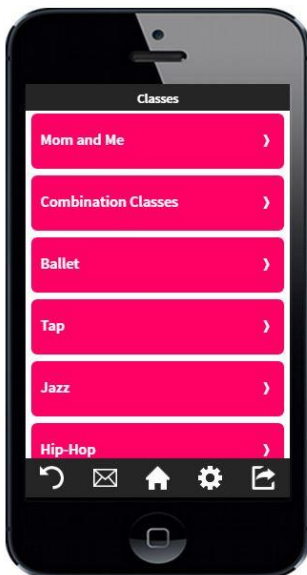 Classes
Mom and Me
Combination Classes
Ballet
Tap
Jazz
Hip-Hop